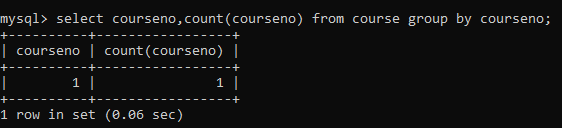 mysql> select courseno,count(courseno) from course group by courseno;
+----------+-----------------+
| courseno | count(courseno) |
+----------+-----------------+
|        1 |               1 |
+----------+-----------------+
1 row in set (0.06 sec)